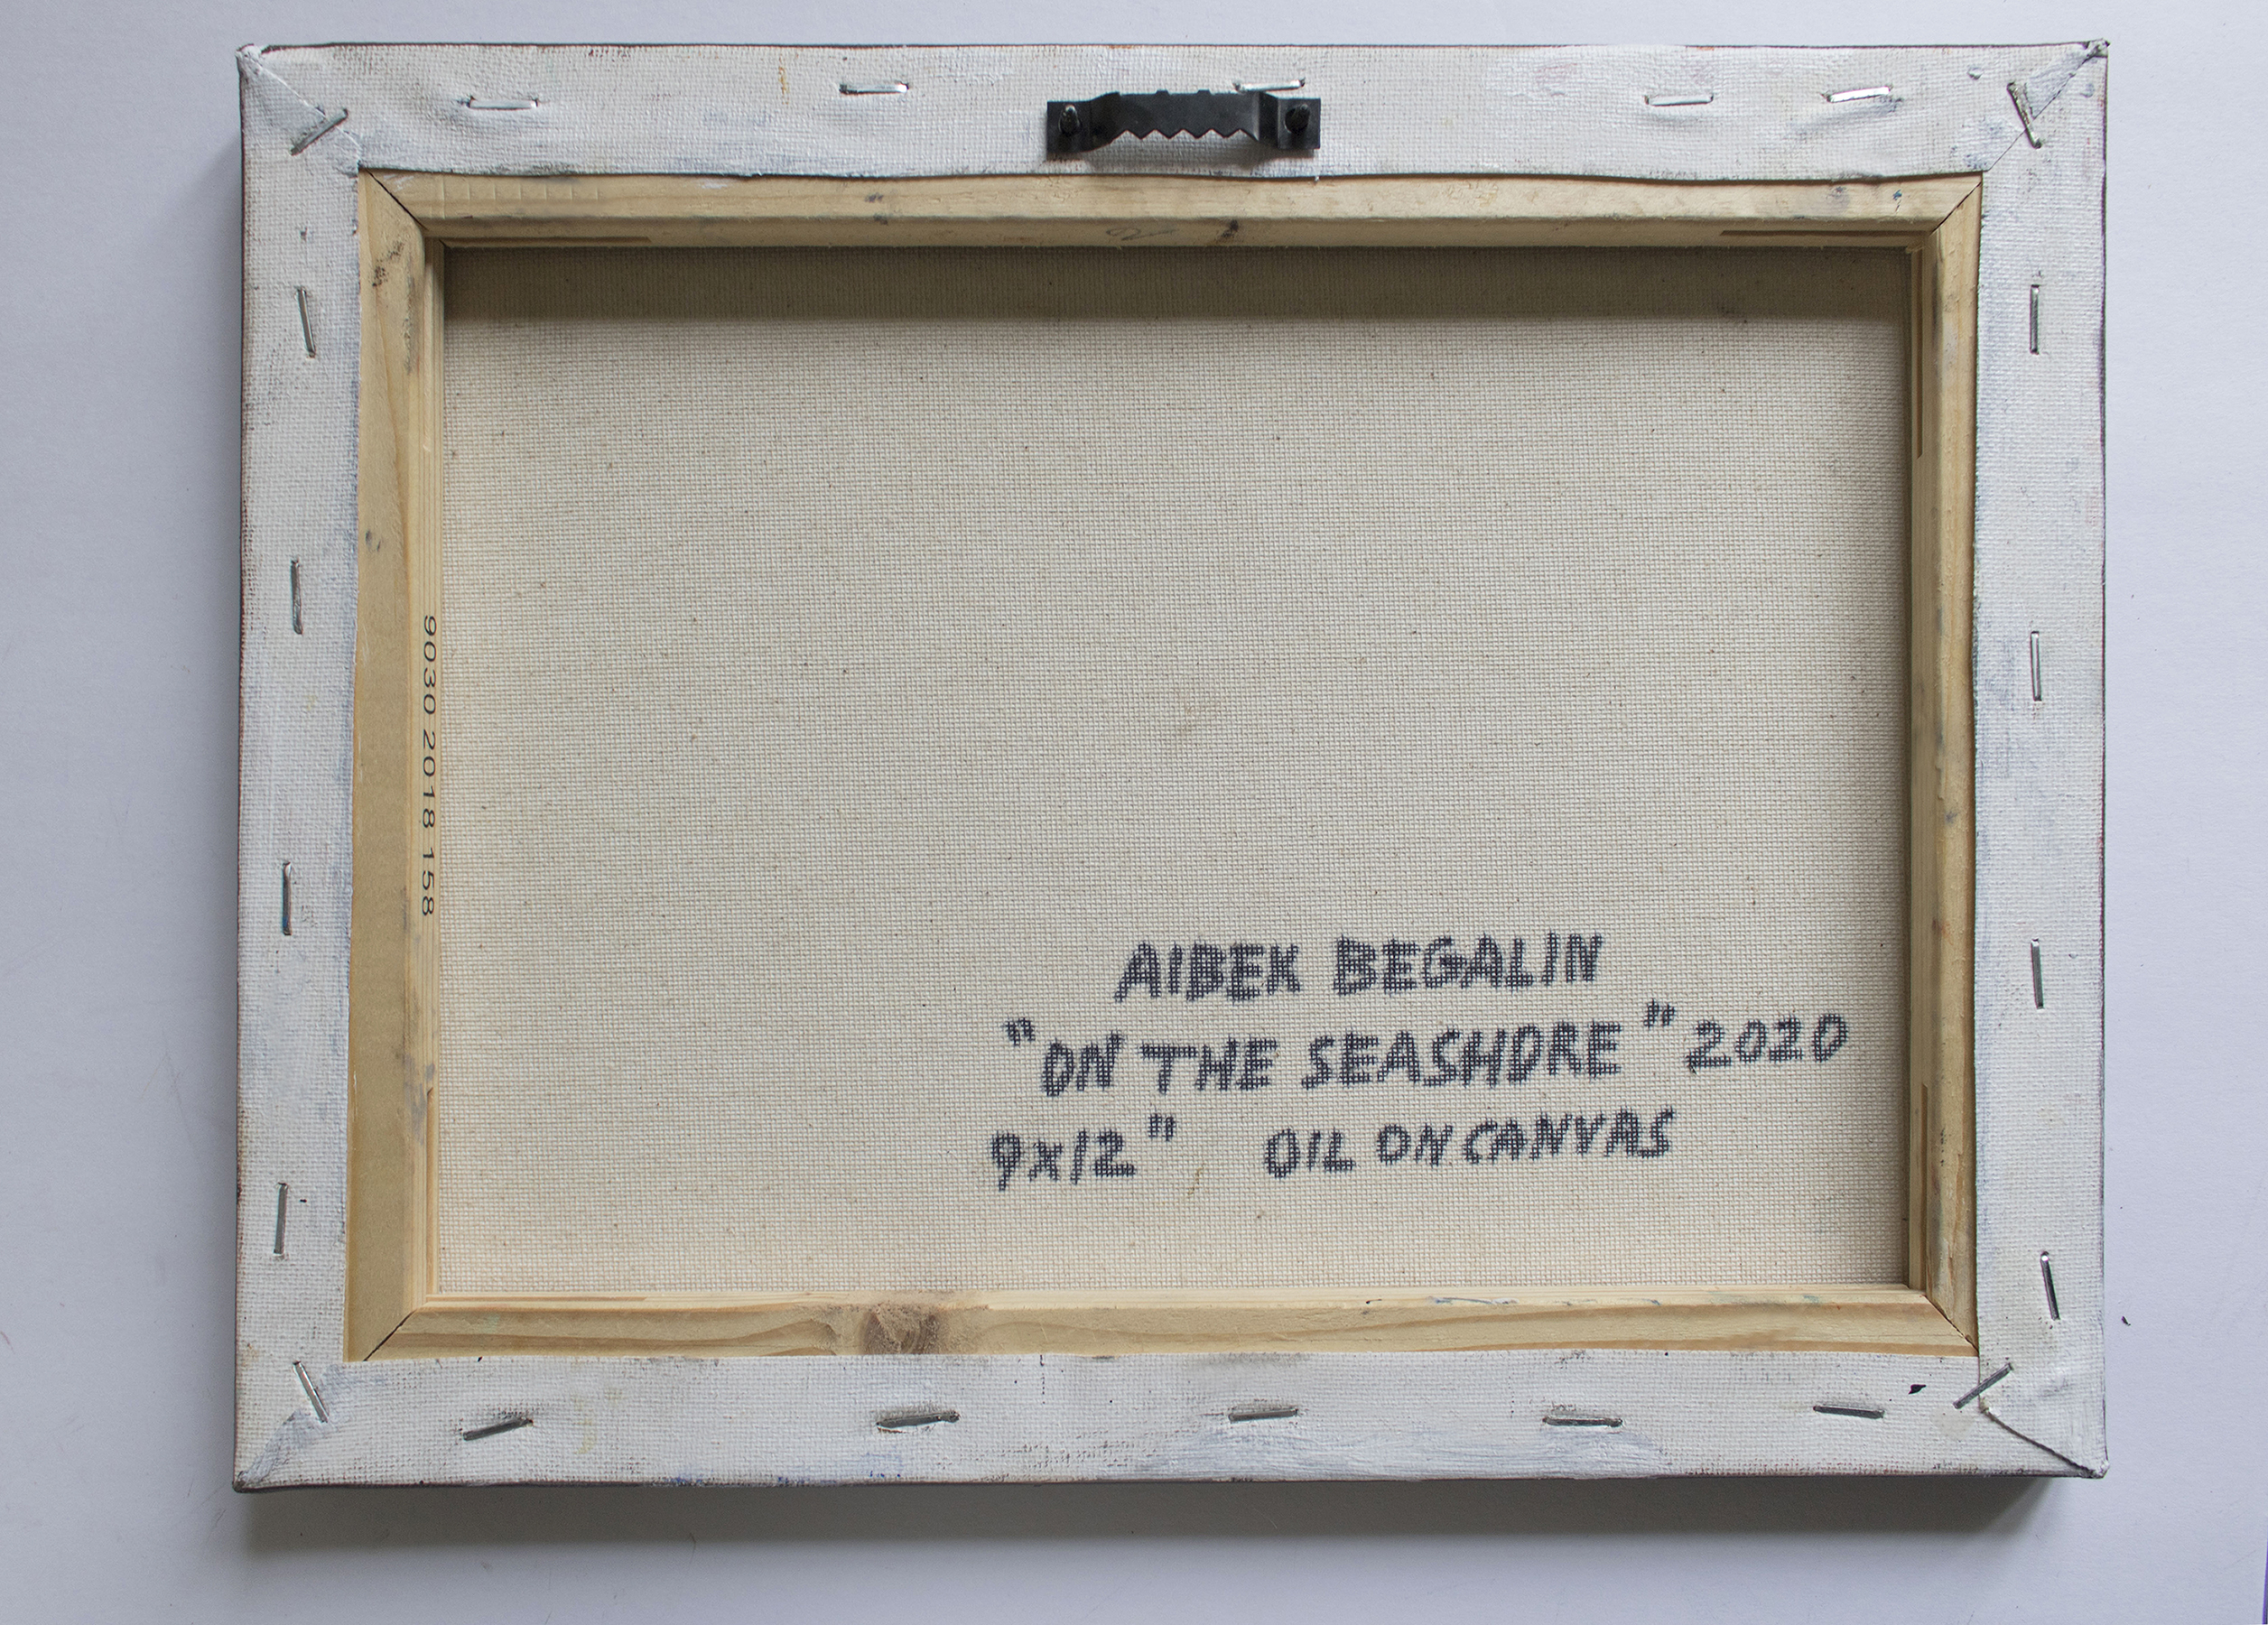 9030 2018 158
AIBEK BEGALIN
"ON THE SEASHORE" 2020
9x12" OIL ON CANVAS